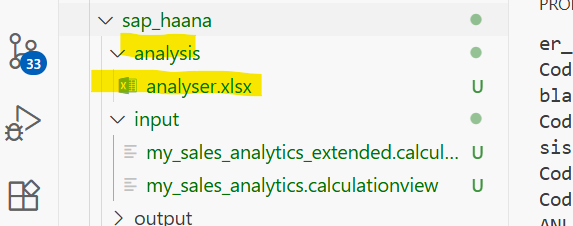 sap_haana
analysis
analyser.xlsx U
input
my_sales_analytics_extended.calcul... U
my_sales_analytics.calculationview U
output
33
PRO
er_
Cod
bla
Cod
sis
Cod
Cod